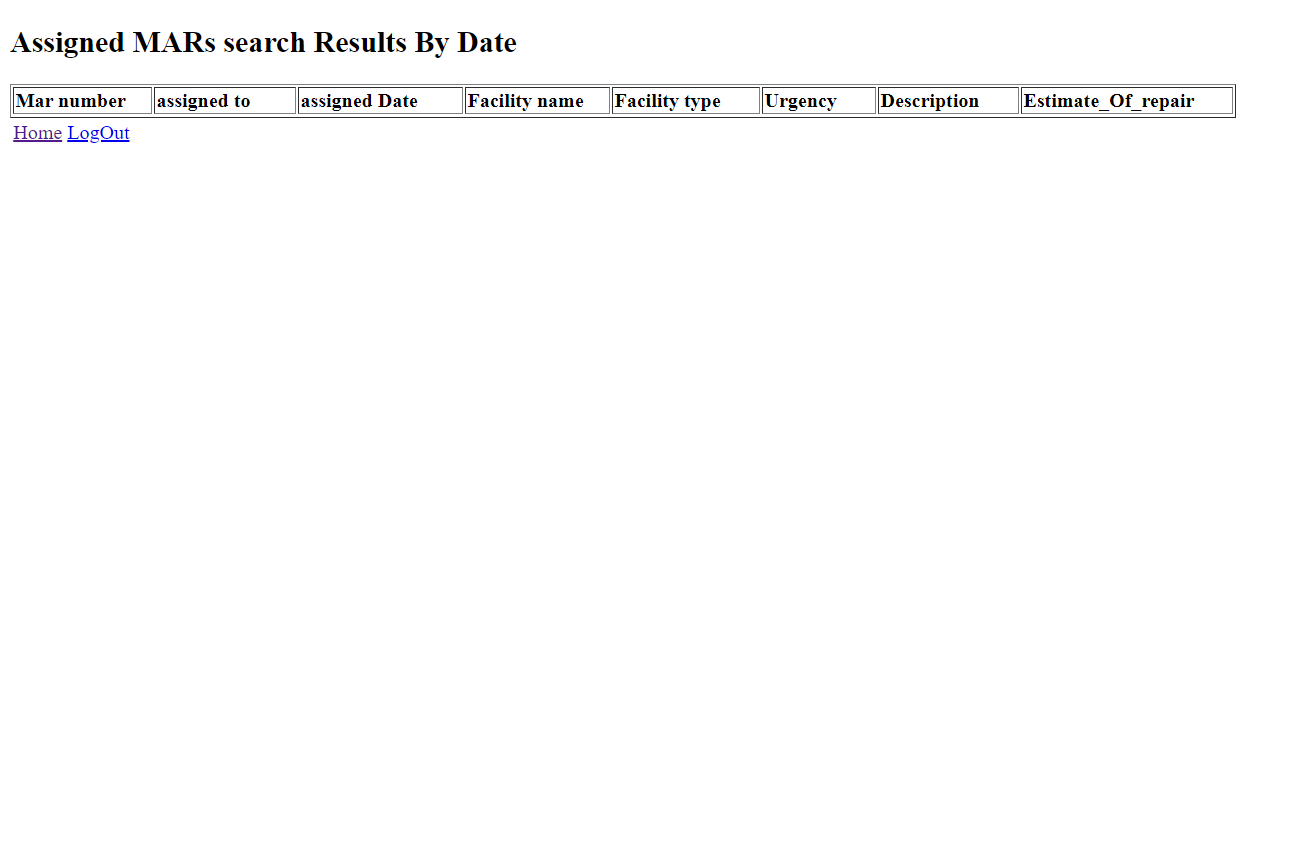 Assigned MARs search Results By Date
Mar number assigned to assigned Date Facility name Facility type Urgency Description Estimate_Of_repair
Home LogOut